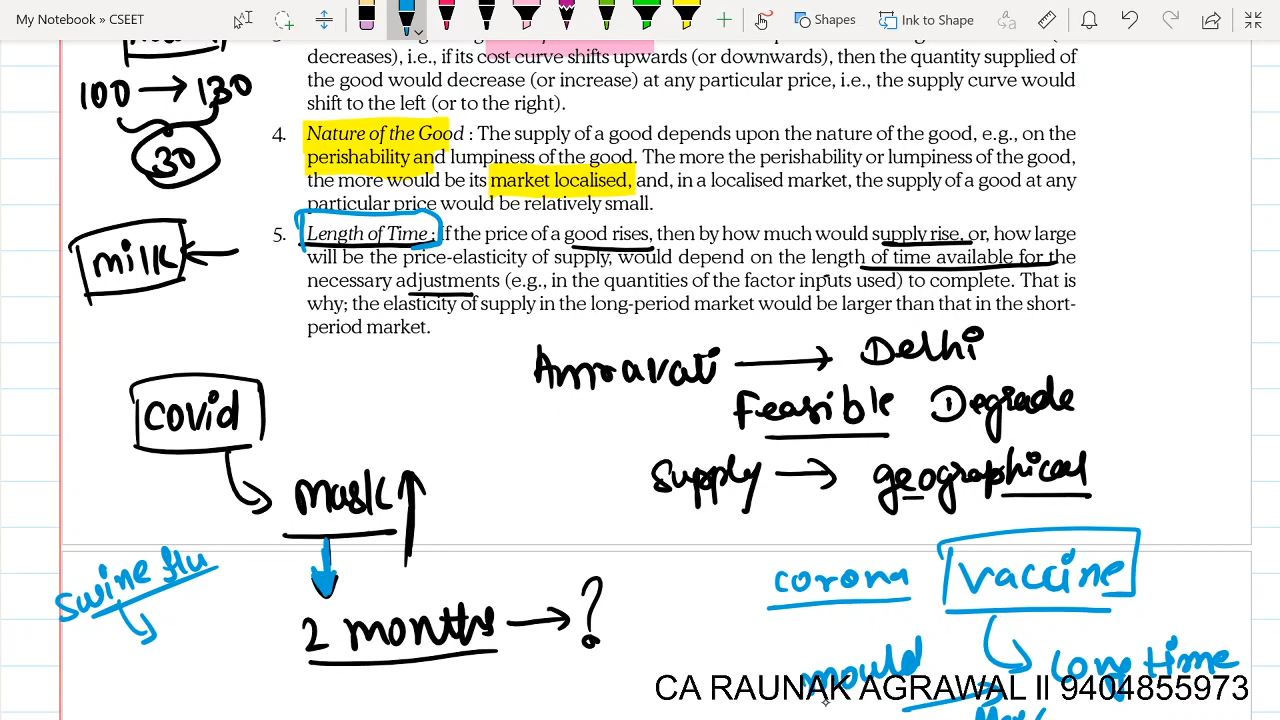 My Notebook » CSEET
Shapes
Ink to Shape
decreases), i.e., if its cost curve shifts upwards (or downwards), then the quantity supplied
of the good would decrease (or increase) at any particular price, i.e., the supply curve would
shift to the left (or to the right).
100 → 130
30
4. Nature of the Good : The supply of a good depends upon the nature of the good, e.g., on the
perishability and lumpiness of the good. The more the perishability or lumpiness of the good,
the more would be its market localised, and, in a localised market, the supply of a good at any
particular price would be relatively small.
5. Length of Time : If the price of a good rises, then by how much would supply rise, or, how large
will be the price-elasticity of supply, would depend on the length of time available for the
necessary adjustments (e.g., in the quantities of the factor inputs used) to complete. That is
why; the elasticity of supply in the long-period market would be larger than that in the short-
period market.
milk
Amravati → Delhi
Feasible Degrade
Supply → geographical
covid
mask
swine flu
2 months → ?
corona vaccine
mould long time
CA RAUNAK AGRAWAL II 9404855973